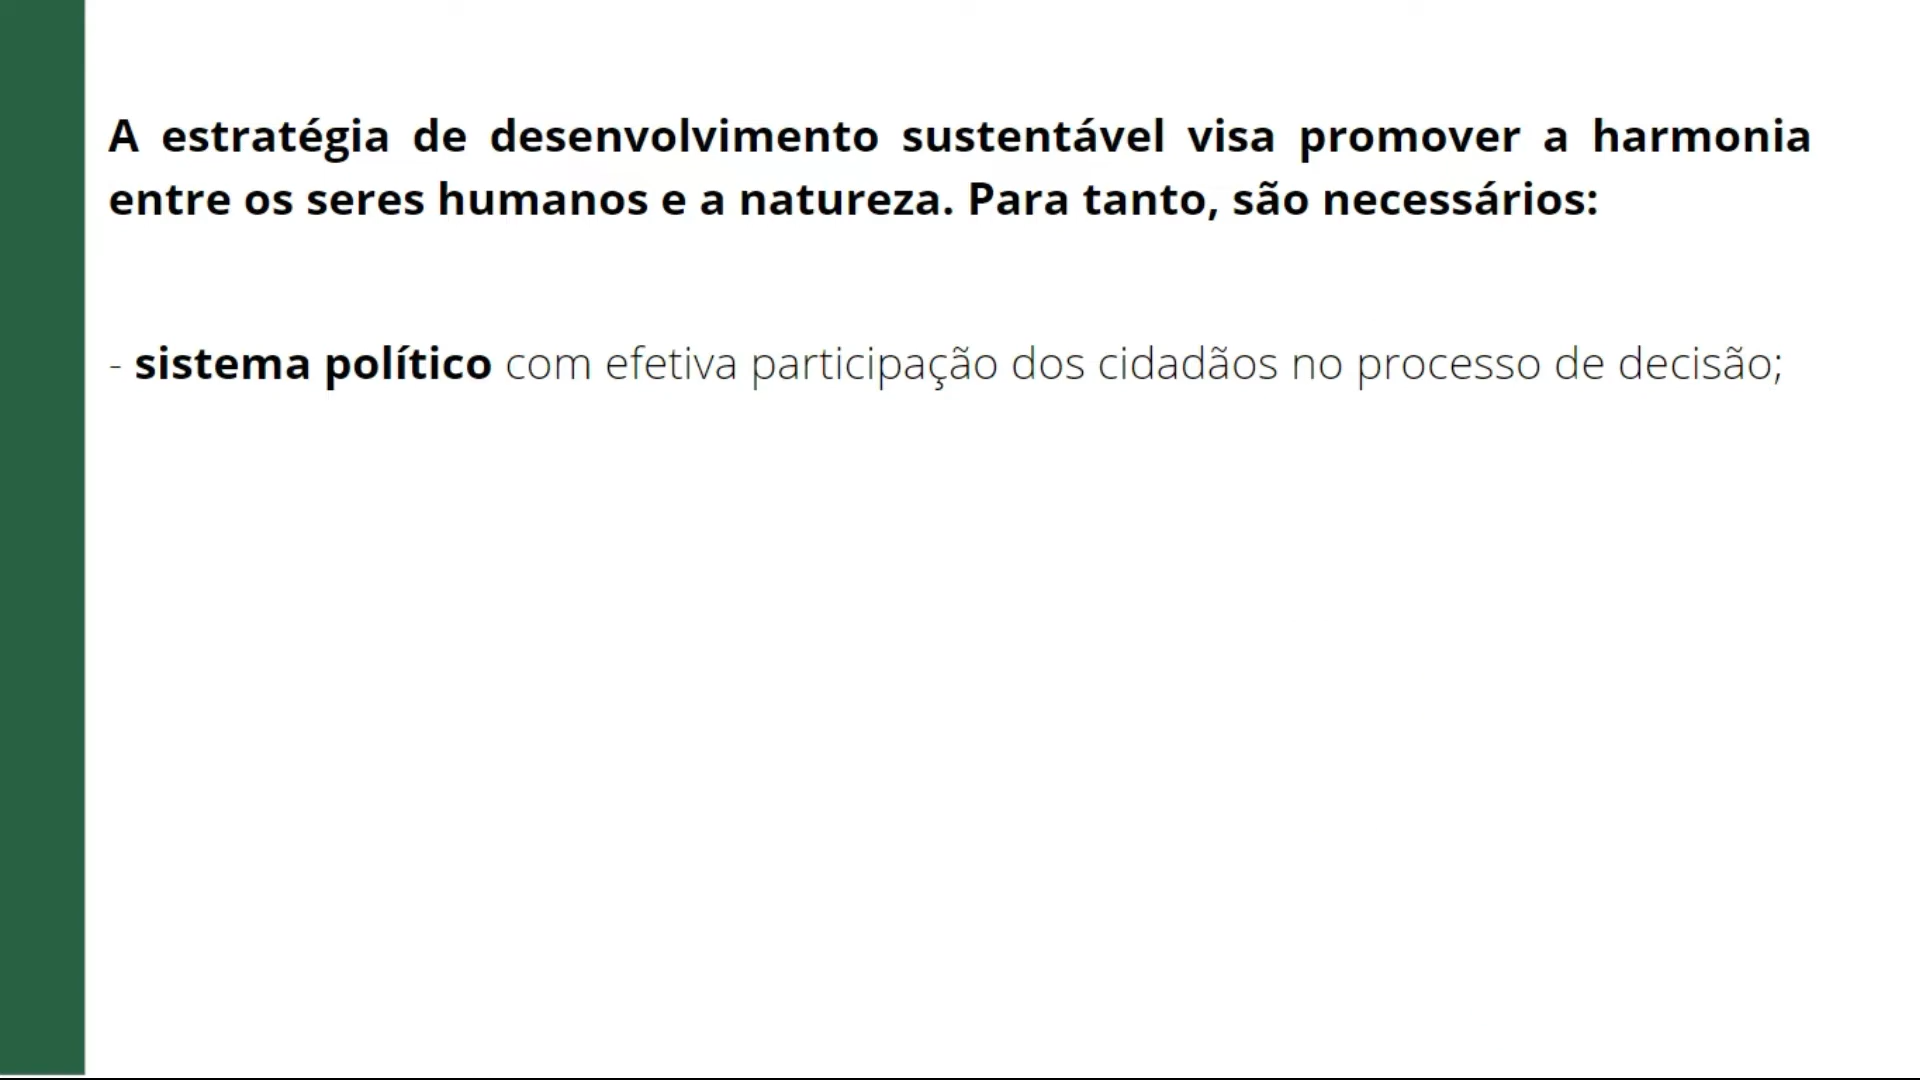 A estratégia de desenvolvimento sustentável visa promover a harmonia
entre os seres humanos e a natureza. Para tanto, são necessários:
- sistema político com efetiva participação dos cidadãos no processo de decisão;